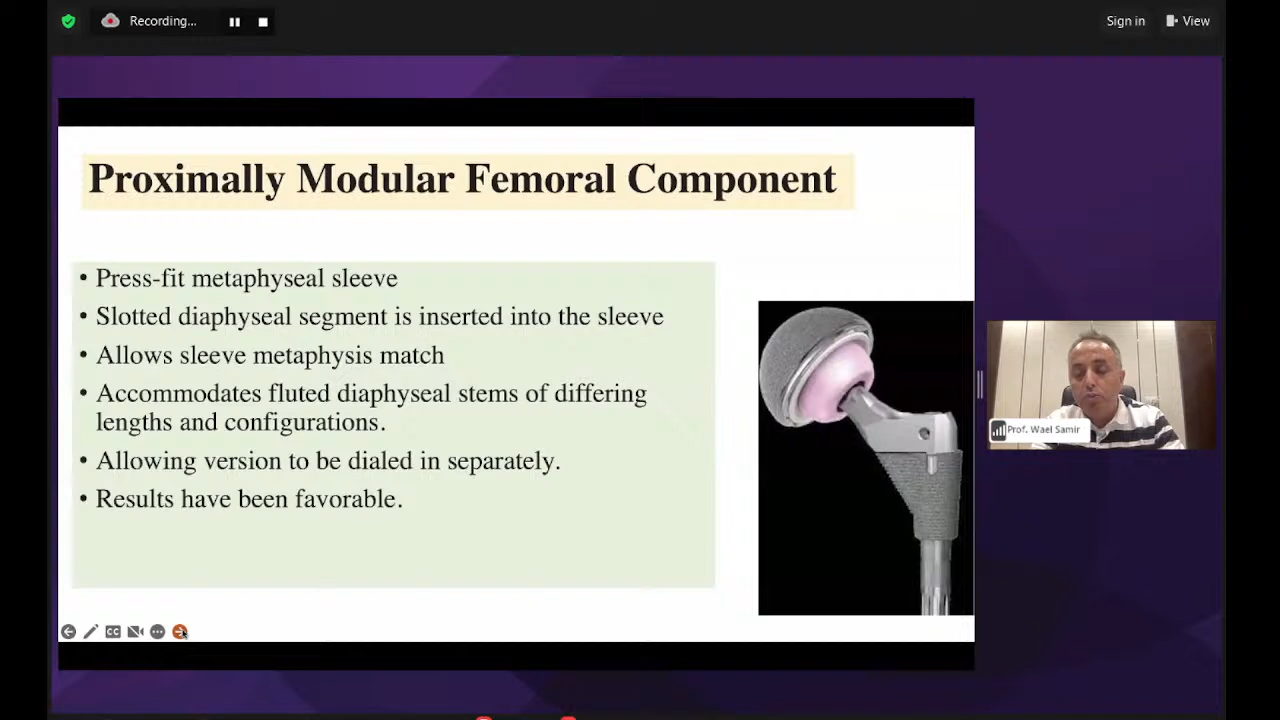 Recording...
Sign in
View
Proximally Modular Femoral Component
• Press-fit metaphyseal sleeve
• Slotted diaphyseal segment is inserted into the sleeve
• Allows sleeve metaphysis match
• Accommodates fluted diaphyseal stems of differing
lengths and configurations.
• Allowing version to be dialed in separately.
• Results have been favorable.
Prof. Wael Samir
CC